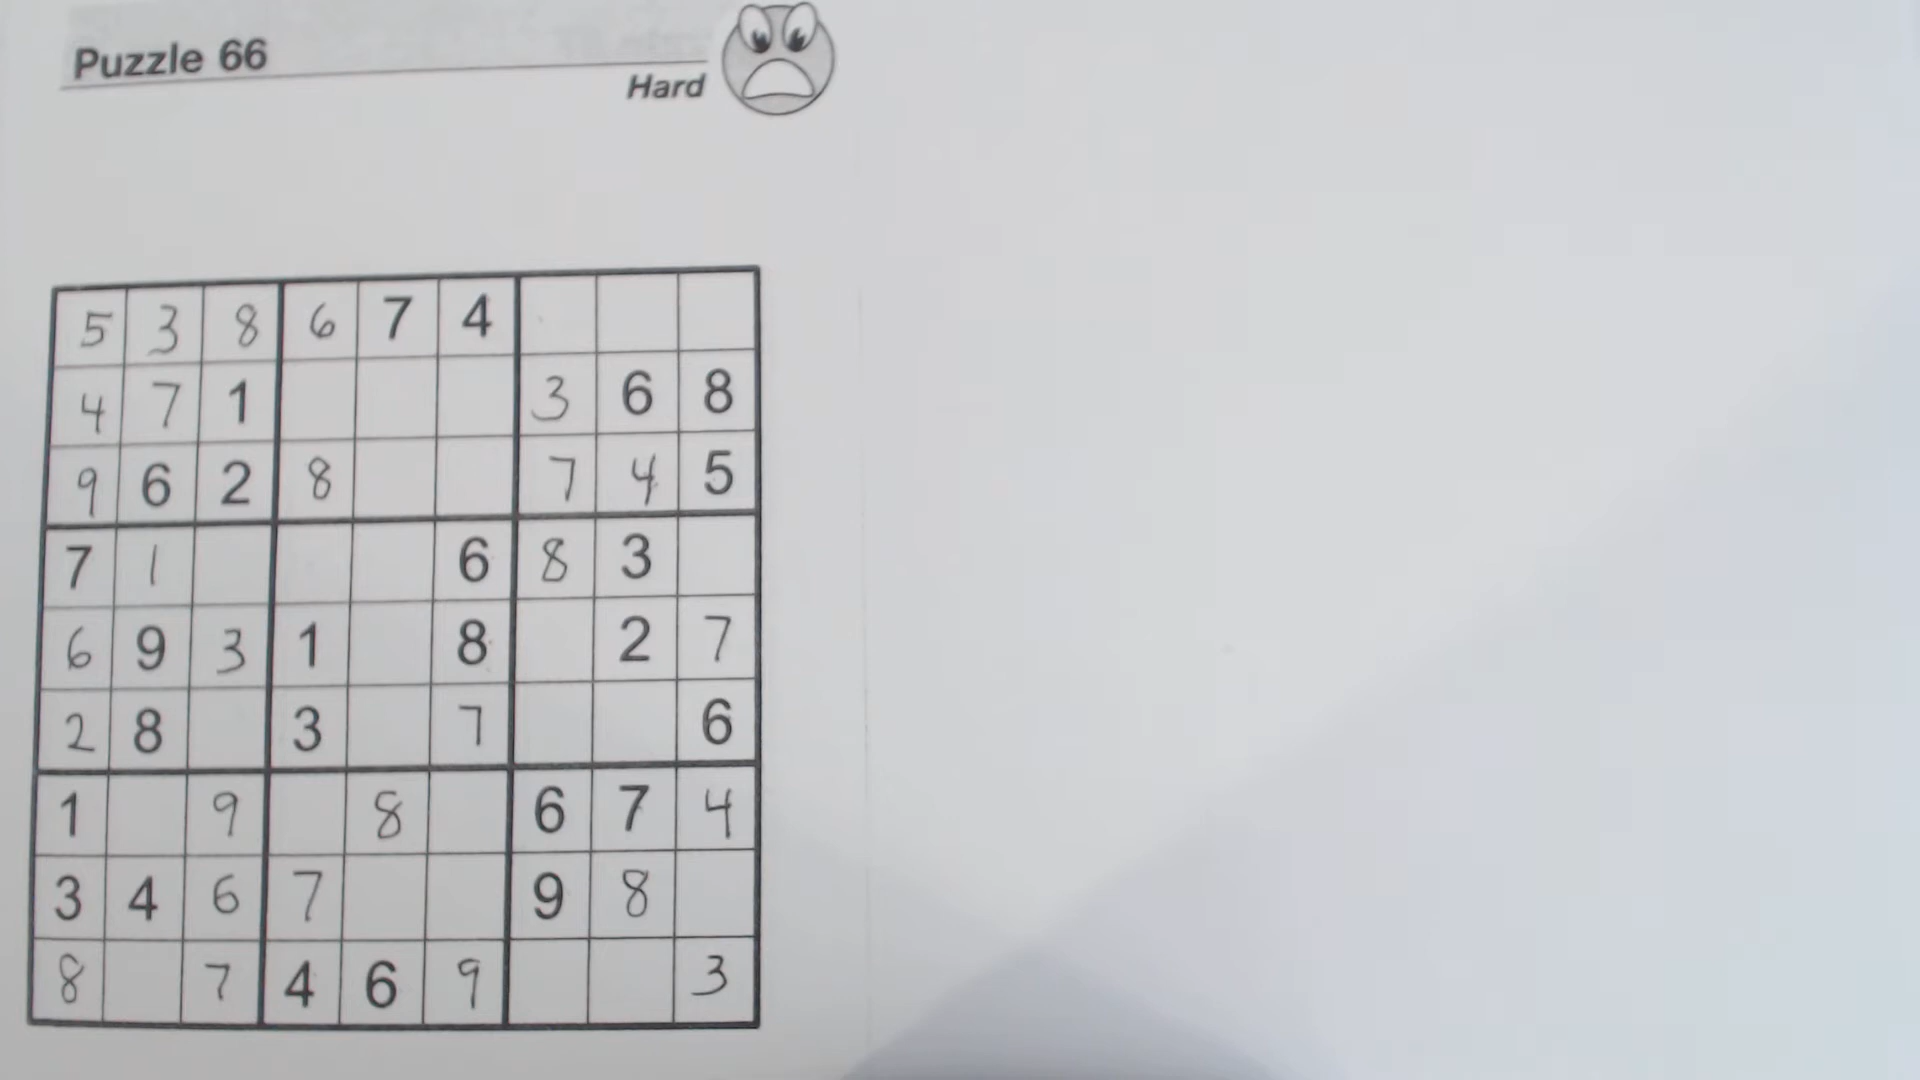 Puzzle 66
Hard
5 3 8 6 7 4
4 7 1 3 6 8
9 6 2 8 7 4 5
7 1 6 8 3
6 9 3 1 8 2 7
2 8 3 7 6
1 9 8 6 7 4
3 4 6 7 9 8
8 7 4 6 9 3